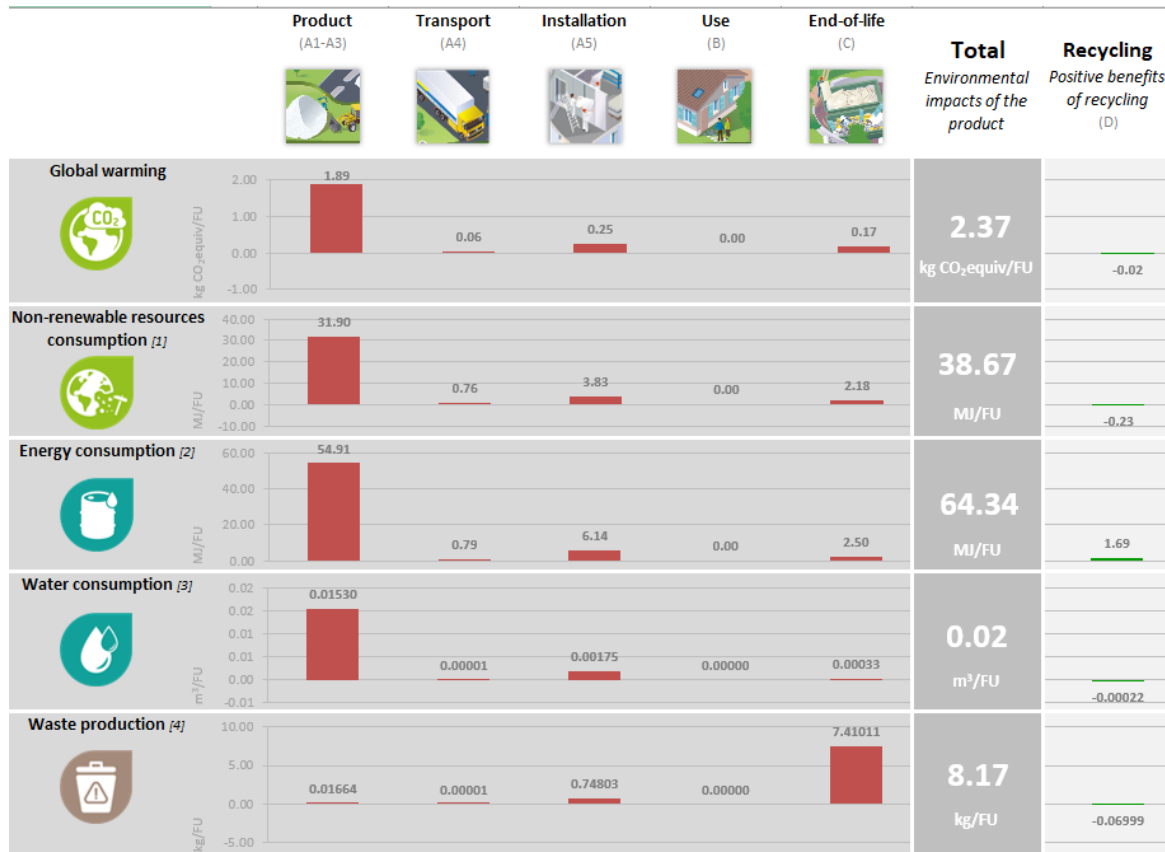 Product
(A1-A3)
Transport
(A4)
Installation
(A5)
Use
(B)
End-of-life
(C)
Total
Environmental
impacts of the
product
Recycling
Positive benefits
of recycling
(D)
Global warming
CO₂
kg CO₂equiv/FU
2.00
1.00
0.00
-1.00
1.89
0.06
0.25
0.00
0.17
2.37
kg CO₂equiv/FU
-0.02
Non-renewable resources
consumption [1]
MJ/FU
40.00
30.00
20.00
10.00
0.00
-10.00
31.90
0.76
3.83
0.00
2.18
38.67
MJ/FU
-0.23
Energy consumption [2]
MJ/FU
60.00
40.00
20.00
0.00
54.91
0.79
6.14
0.00
2.50
64.34
MJ/FU
1.69
Water consumption [3]
m³/FU
0.02
0.02
0.01
0.01
0.00
-0.01
0.01530
0.00001
0.00175
0.00000
0.00033
0.02
m³/FU
-0.00022
Waste production [4]
kg/FU
10.00
5.00
0.00
-5.00
0.01664
0.00001
0.74803
0.00000
7.41011
8.17
kg/FU
-0.06999